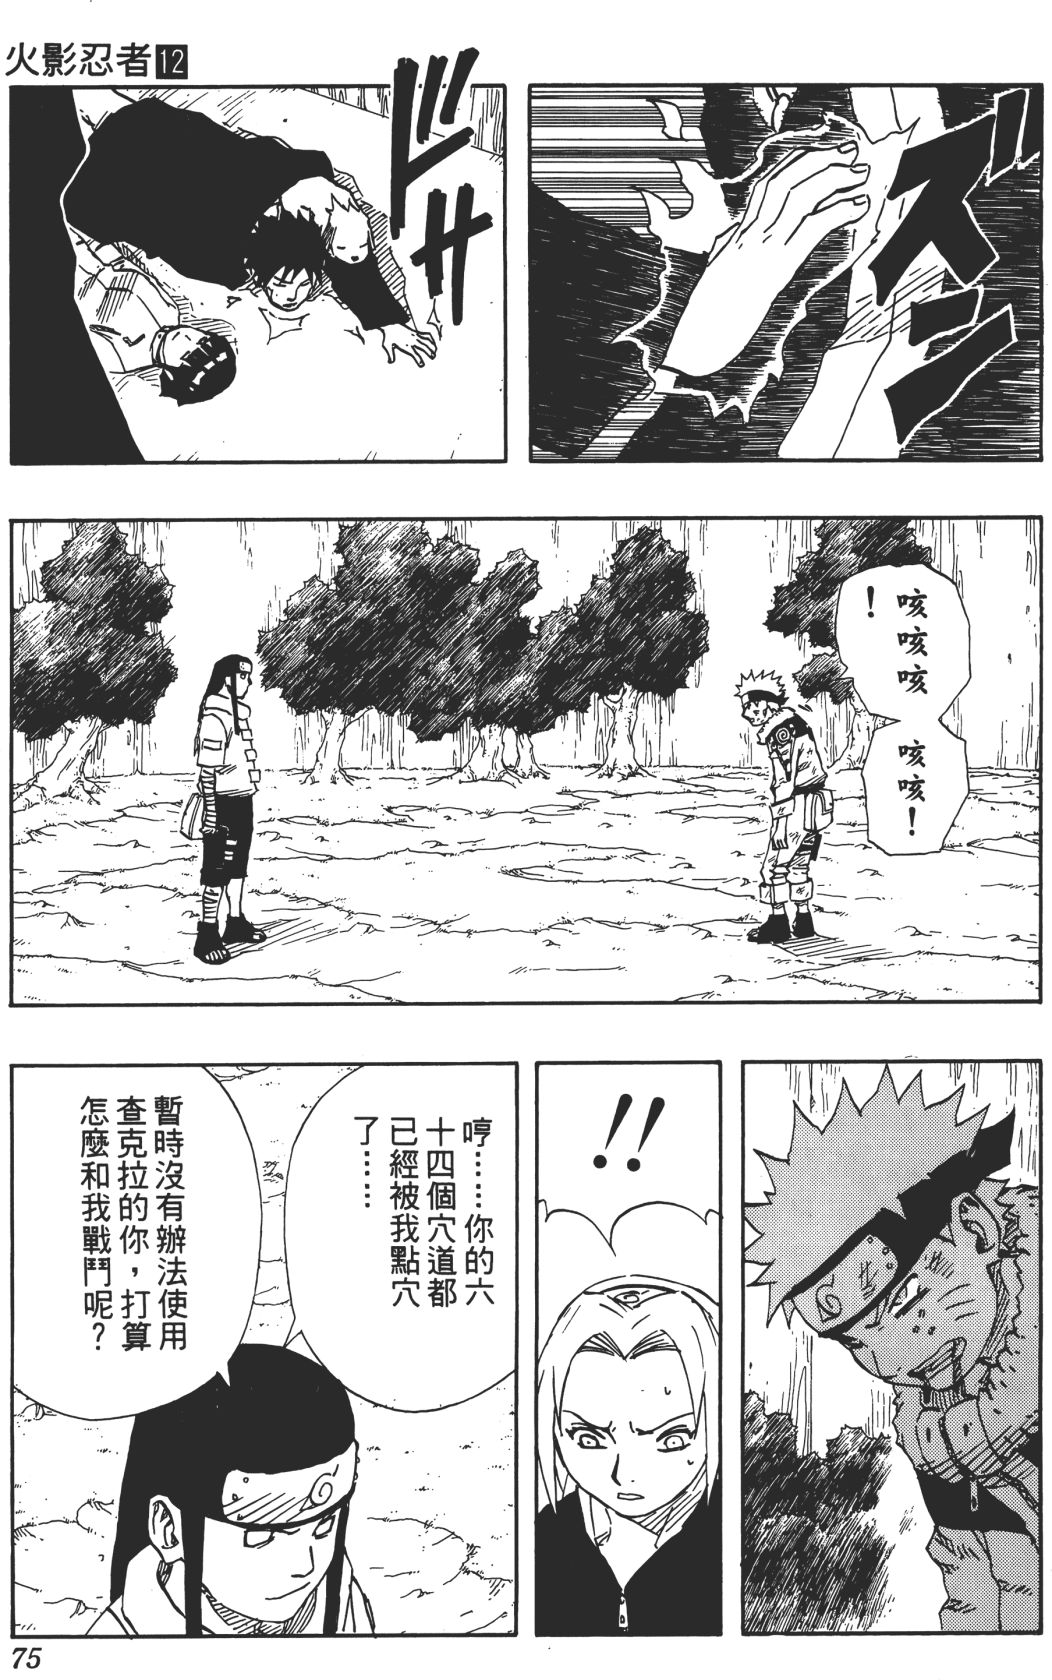 火影忍者12
ズズン
ドサッ
咳咳咳
！
咳咳！
!!
哼……你的六
十四個穴道都
已經被我點穴
了……
暫時沒有辦法使用
查克拉的你，打算
怎麼和我戰鬥呢？
75